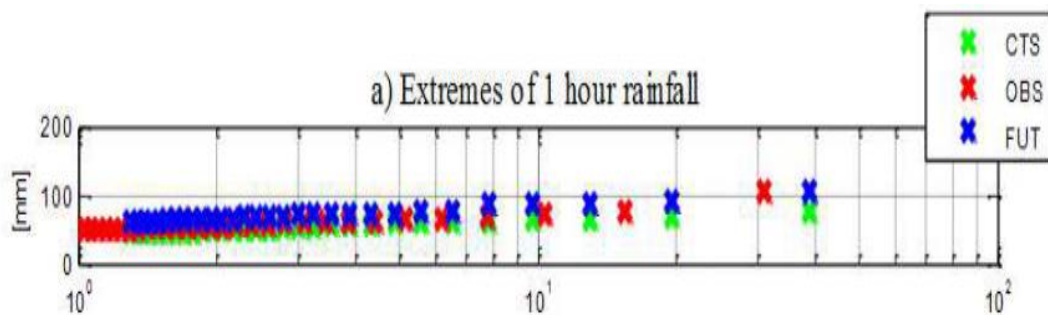 CTS
a) Extremes of 1 hour rainfall
OBS
FUT
200
100
0
[mm]
10^0
10^1
10^2